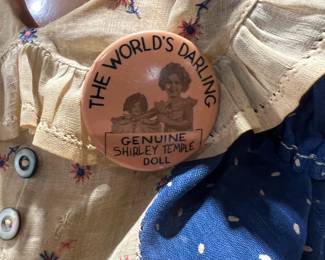 THE WORLD'S DARLING
GENUINE
SHIRLEY TEMPLE
DOLL